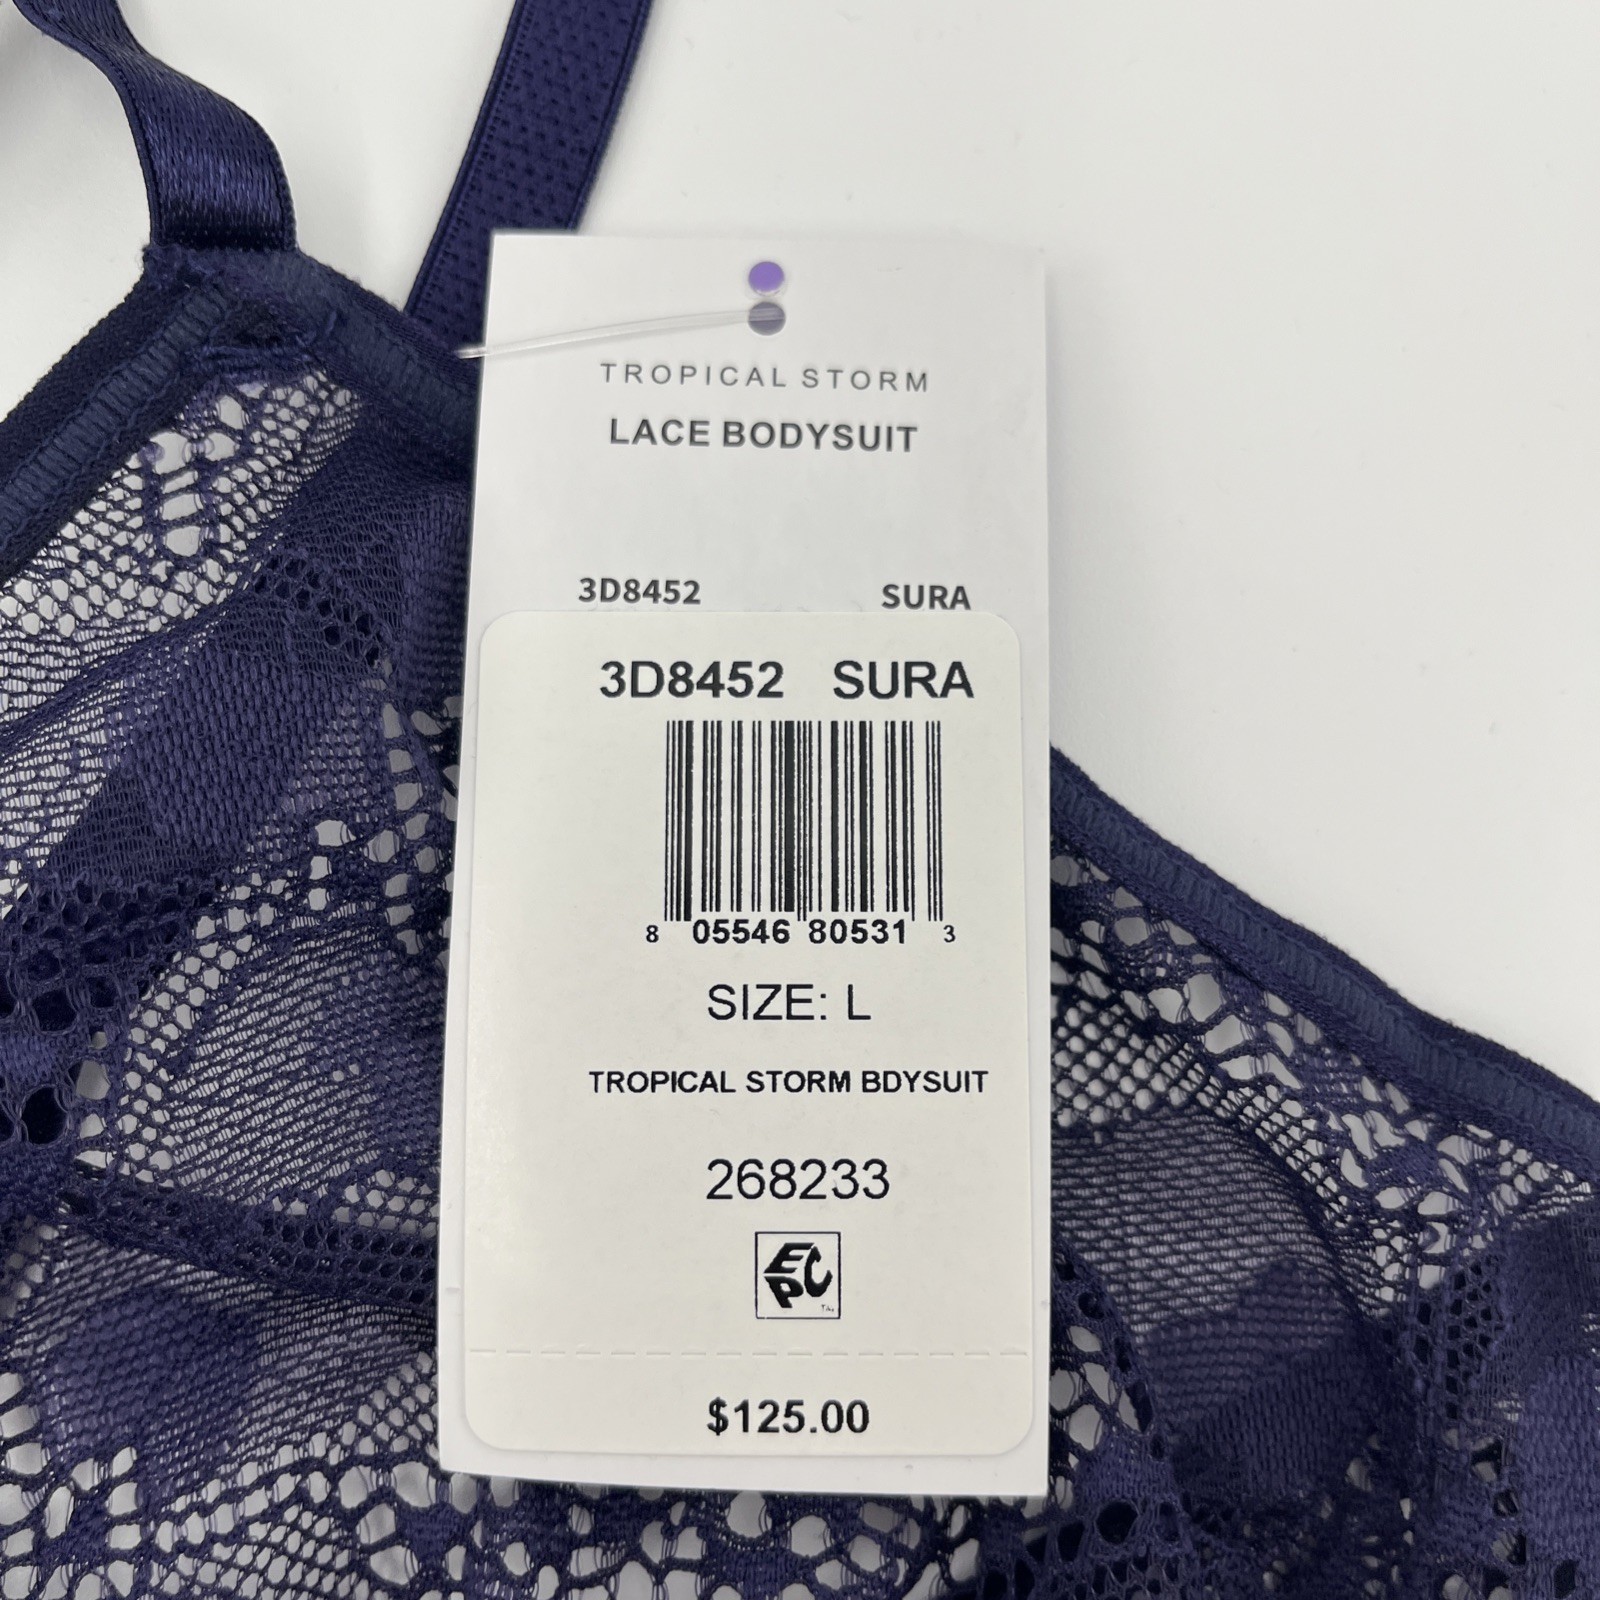 TROPICAL STORM
LACE BODYSUIT
3D8452 SURA
3D8452 SURA
8 05546 80531 3
SIZE: L
TROPICAL STORM BDYSUIT
268233
EPC
$125.00